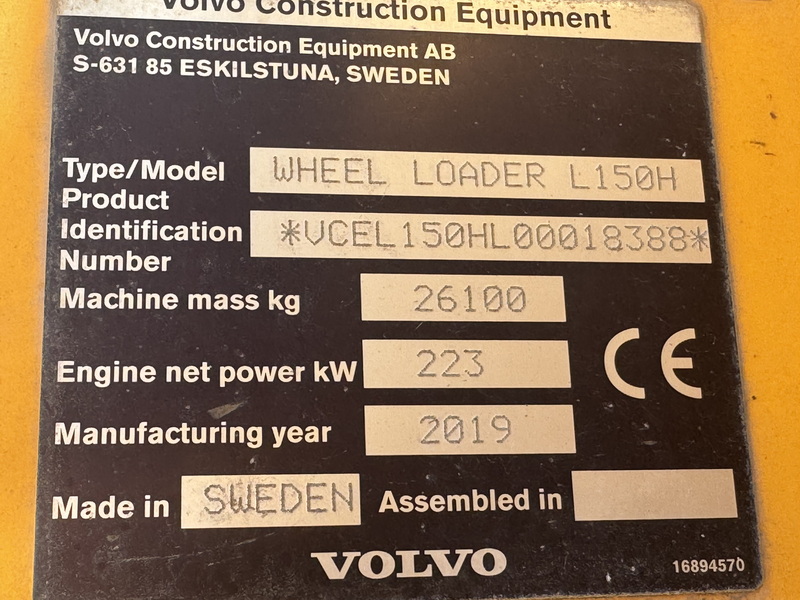 Volvo Construction Equipment
Volvo Construction Equipment AB
S-631 85 ESKILSTUNA, SWEDEN
Type/Model WHEEL LOADER L150H
Product
Identification *VCEL150HL00018388*
Number
Machine mass kg 26100
Engine net power kW 223
CE
Manufacturing year 2019
Made in SWEDEN Assembled in
VOLVO
16894570